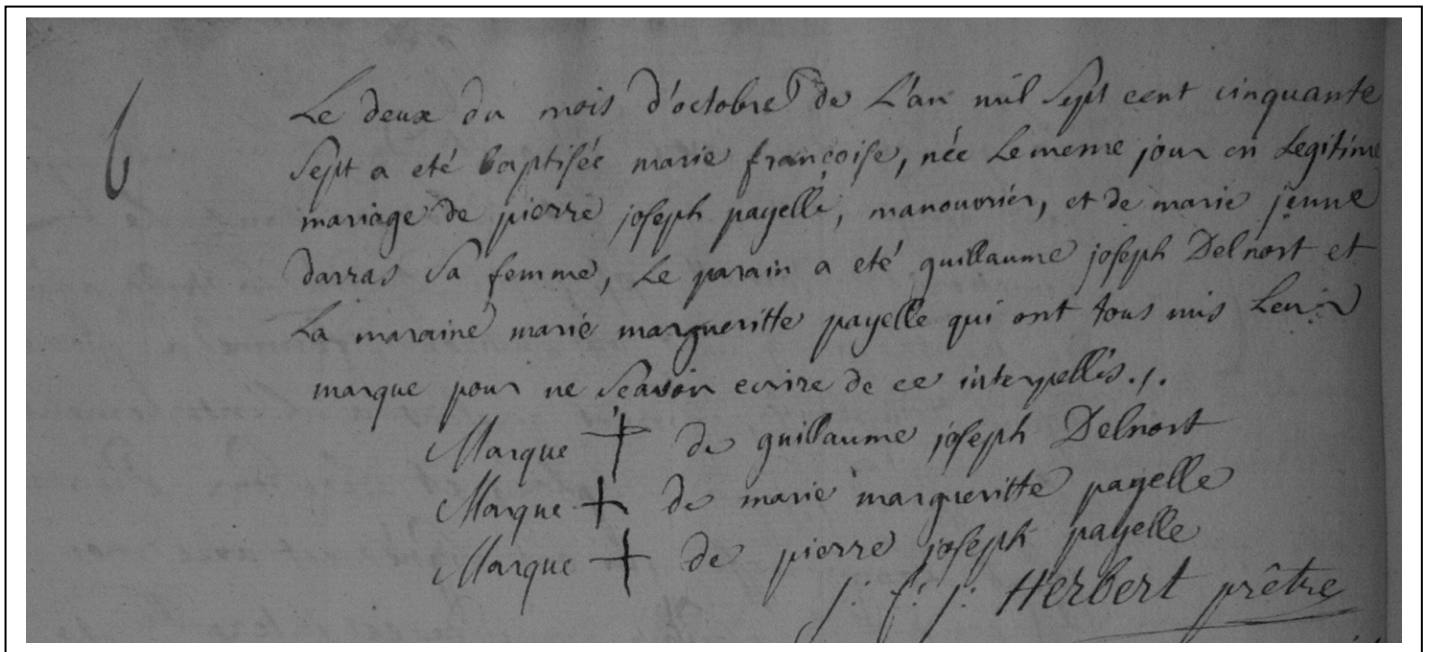 6
Le deux du mois d'octobre de L'an mil Sept cent cinquante
Sept a eté baptisée marie françoise, née Le meme jour en Legitime
mariage de pierre joseph payelle, manouvrier, et de marie jenne
darras Sa femme, Le parain a eté guillaume joseph Delnort et
La maraine marie margueritte payelle qui ont tous mis Leur
marque pour ne Scavoir ecrire de ce interpellés./.
Marque de guillaume joseph Delnort
Marque de marie margueritte payelle
Marque de pierre joseph payelle
j: f: j: Herbert prêtre